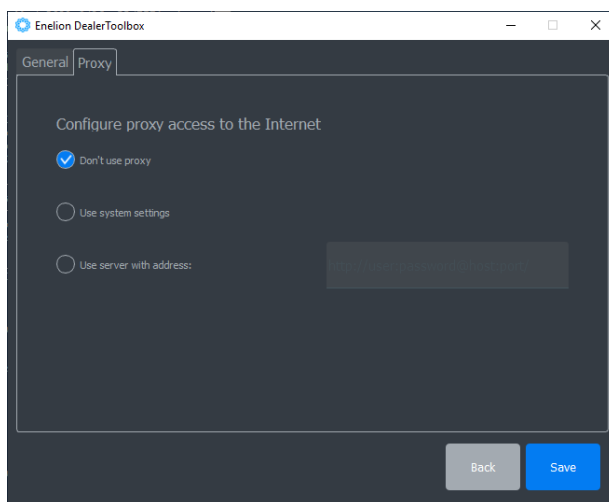 Enelion DealerToolbox
General Proxy
Configure proxy access to the Internet
Don't use proxy
Use system settings
Use server with address:
Back Save